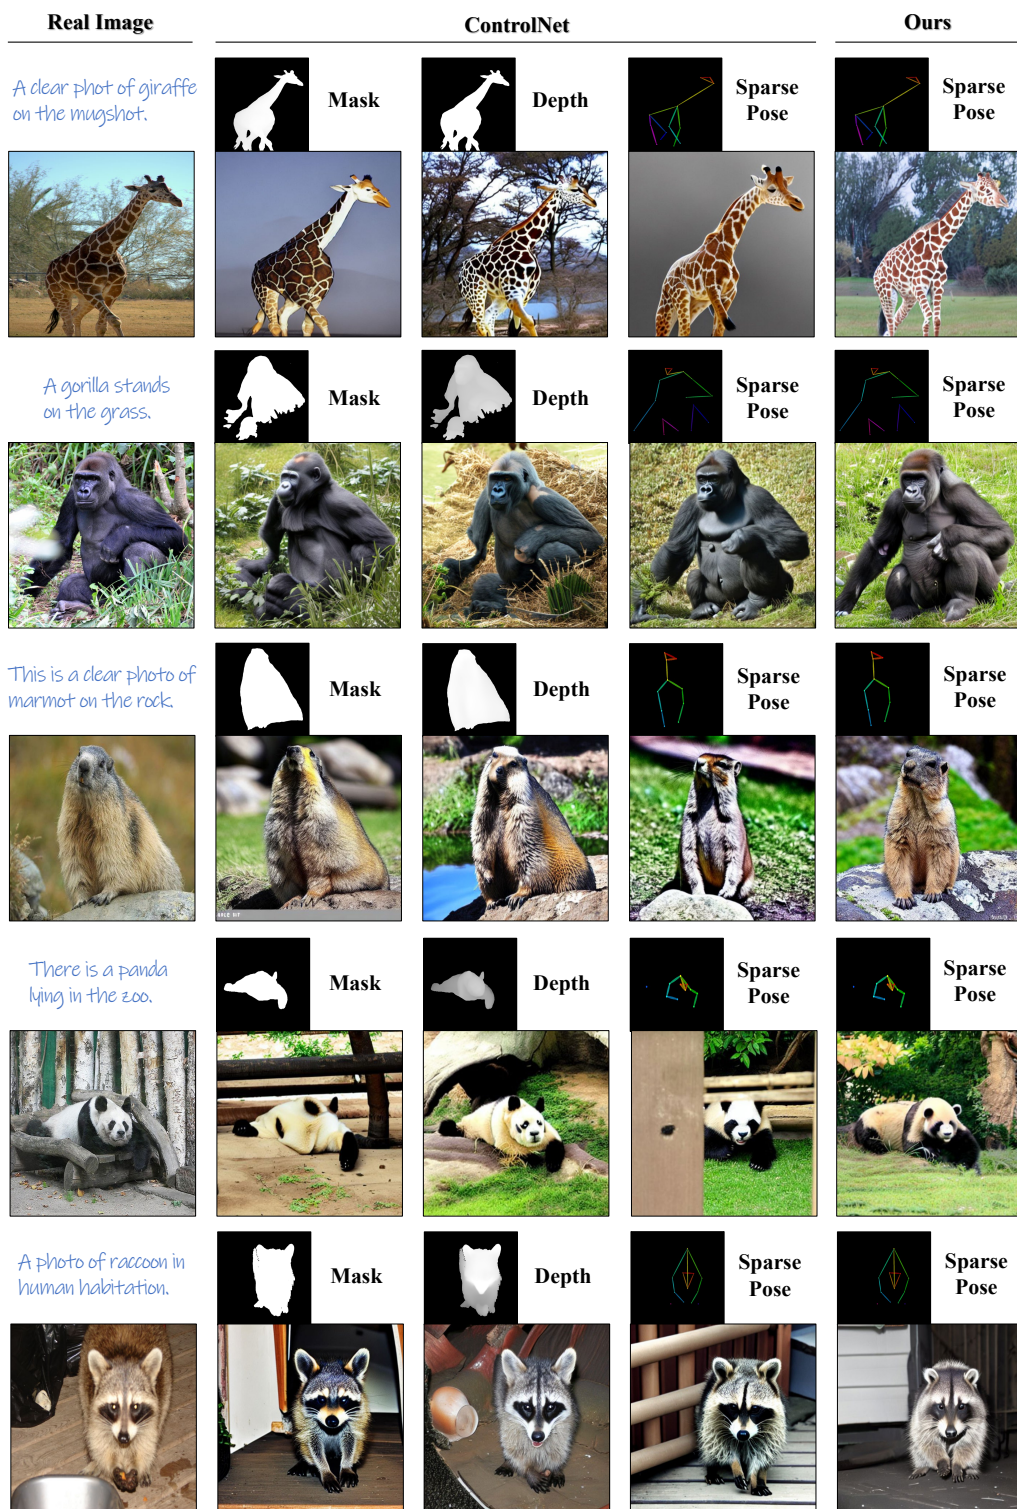 Real Image
ControlNet
Ours
A clear phot of giraffe
on the mugshot.
Mask
Depth
Sparse
Pose
Sparse
Pose
A gorilla stands
on the grass.
Mask
Depth
Sparse
Pose
Sparse
Pose
This is a clear photo of
marmot on the rock.
Mask
Depth
Sparse
Pose
Sparse
Pose
There is a panda
lying in the zoo.
Mask
Depth
Sparse
Pose
Sparse
Pose
A photo of raccoon in
human habitation.
Mask
Depth
Sparse
Pose
Sparse
Pose